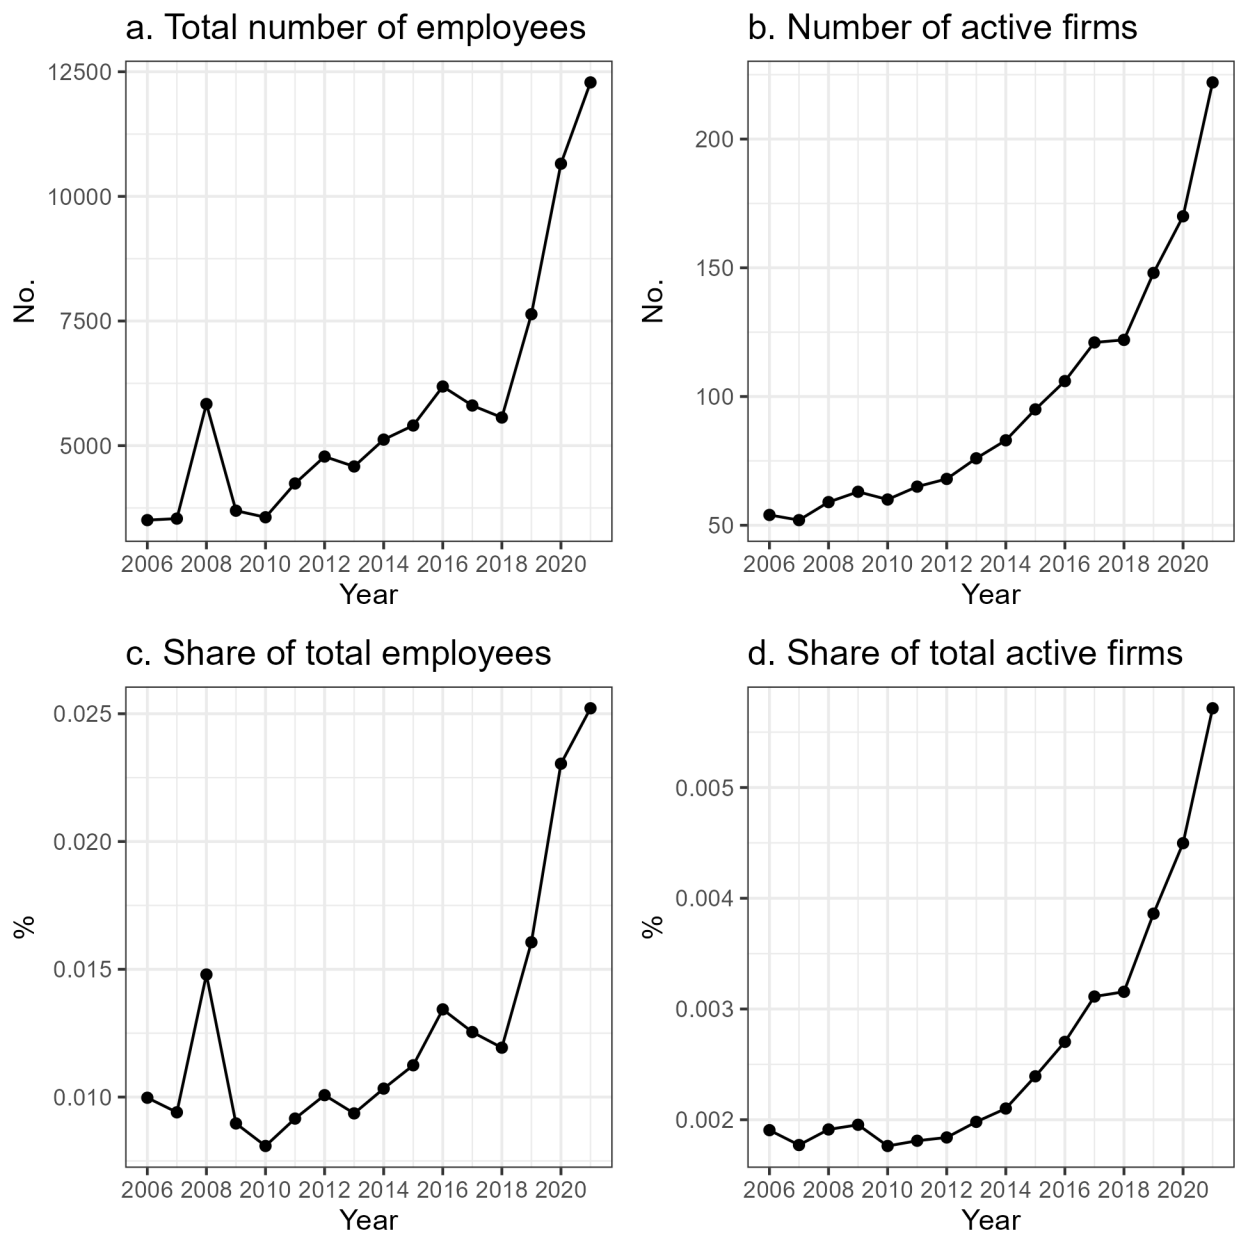 a. Total number of employees
12500
10000
7500
5000
No.
2006 2008 2010 2012 2014 2016 2018 2020
Year
b. Number of active firms
200
150
100
50
No.
2006 2008 2010 2012 2014 2016 2018 2020
Year
c. Share of total employees
0.025
0.020
0.015
0.010
%
2006 2008 2010 2012 2014 2016 2018 2020
Year
d. Share of total active firms
0.005
0.004
0.003
0.002
%
2006 2008 2010 2012 2014 2016 2018 2020
Year